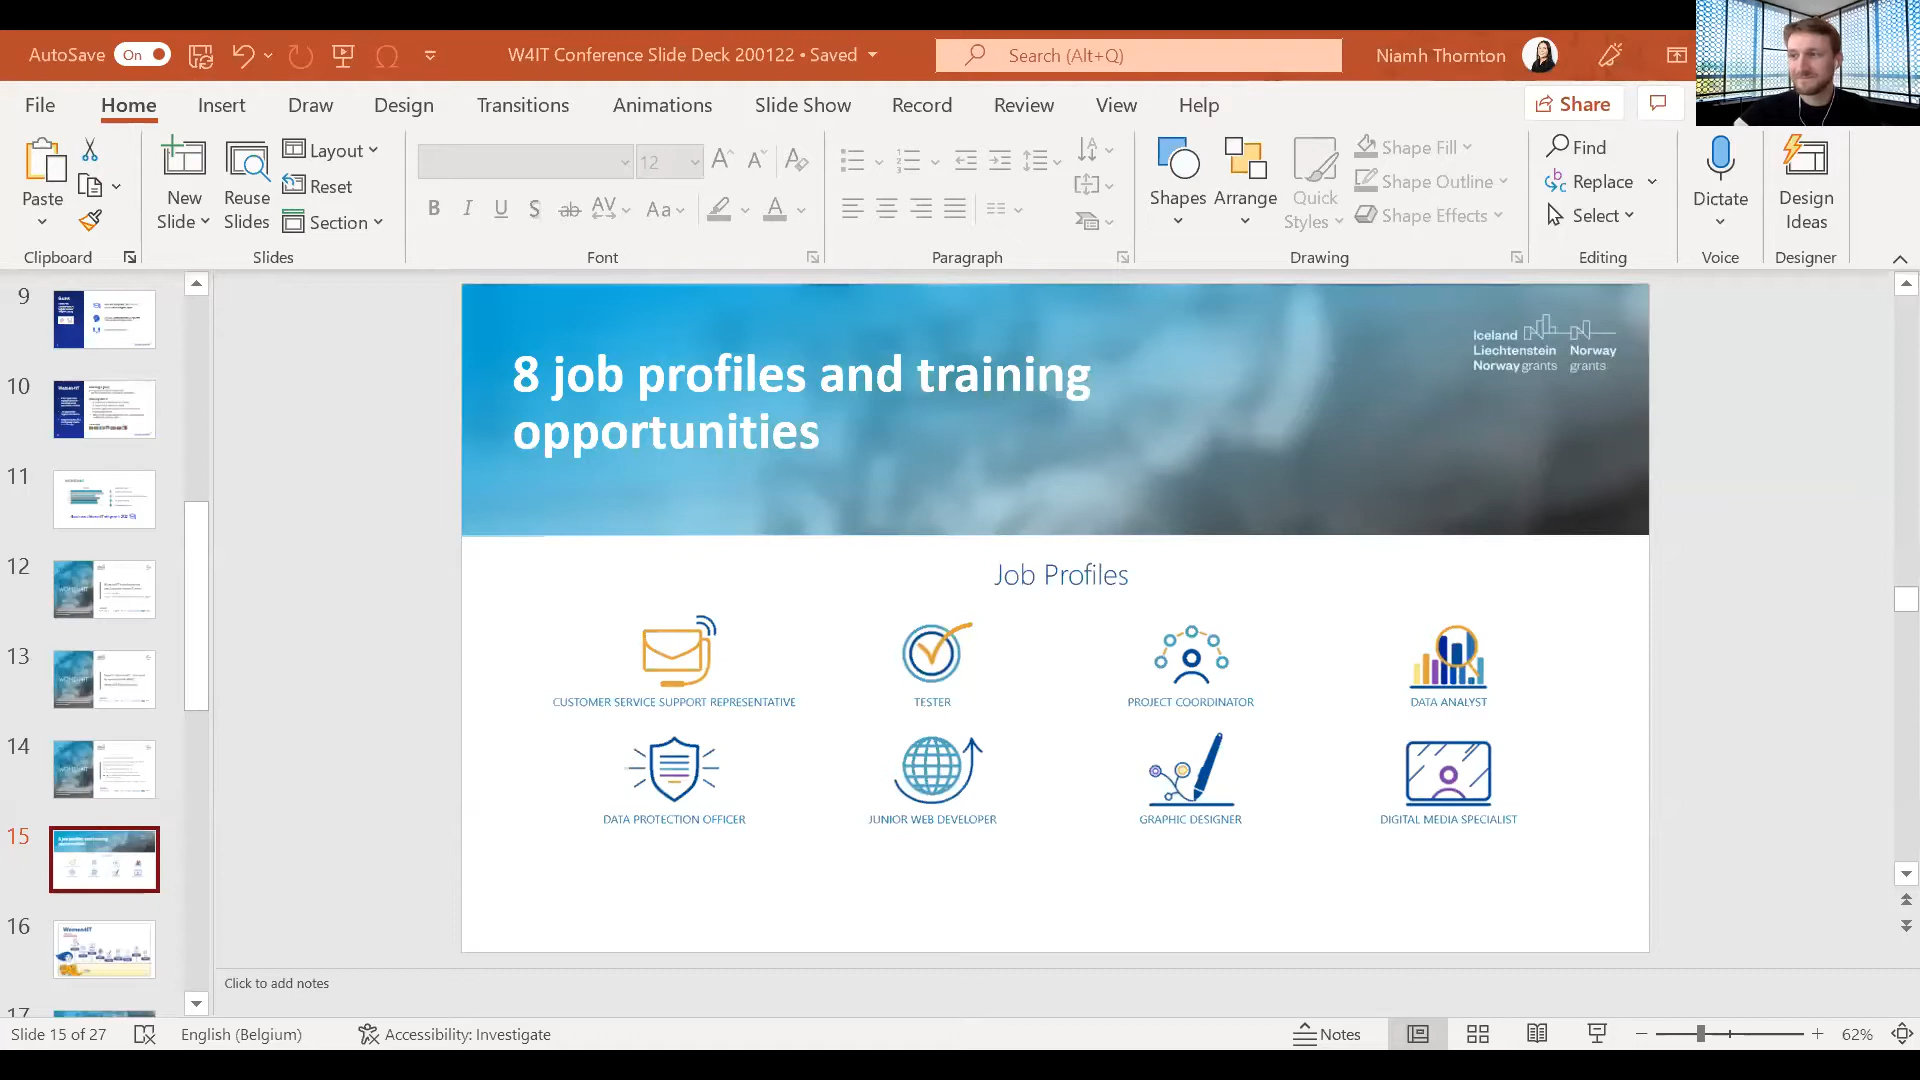 AutoSave On W4IT Conference Slide Deck 200122 • Saved Search (Alt+Q) Niamh Thornton
File Home Insert Draw Design Transitions Animations Slide Show Record Review View Help Share
Paste
New Slide
Reuse Slides
Layout
Reset
Section
12
B I U S ab AV Aa A
Shapes Arrange
Quick Styles
Shape Fill
Shape Outline
Shape Effects
Find
Replace
Select
Dictate
Design Ideas
Clipboard Slides Font Paragraph Drawing Editing Voice Designer
9
10
11
12
13
14
15
16
17
8 job profiles and training
opportunities
Iceland
Liechtenstein Norway
Norway grants grants
Job Profiles
CUSTOMER SERVICE SUPPORT REPRESENTATIVE TESTER PROJECT COORDINATOR DATA ANALYST
DATA PROTECTION OFFICER JUNIOR WEB DEVELOPER GRAPHIC DESIGNER DIGITAL MEDIA SPECIALIST
Click to add notes
Slide 15 of 27 English (Belgium) Accessibility: Investigate Notes 62%